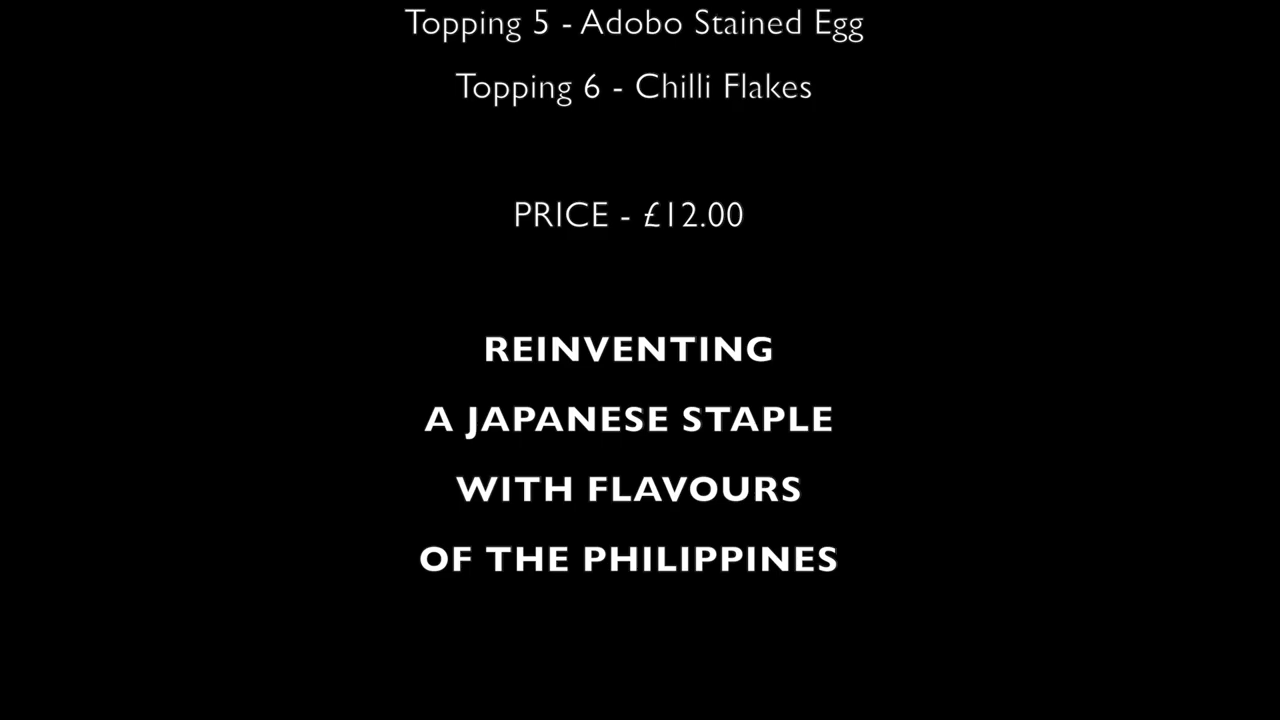 Topping 5 - Adobo Stained Egg
Topping 6 - Chilli Flakes
PRICE - £12.00
REINVENTING
A JAPANESE STAPLE
WITH FLAVOURS
OF THE PHILIPPINES